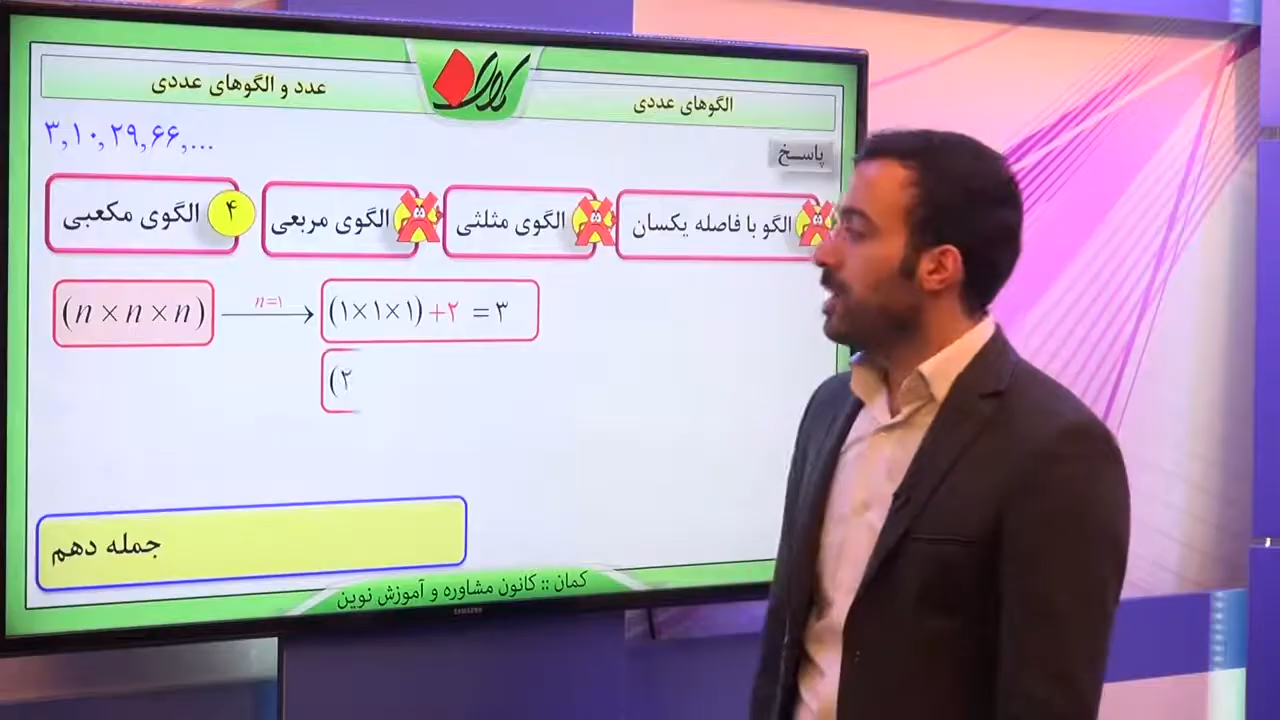 الگوهای عددی
عدد و الگوهای عددی
۳,۱۰,۲۹,۶۶,...
پاسخ
الگو با فاصله یکسان
الگوی مثلثی
الگوی مربعی
۴ الگوی مکعبی
(n×n×n) n=۱ (۱×۱×۱)+۲ =۳
(۲
جمله دهم
کمان :: کانون مشاوره و آموزش نوین
SAMSUNG